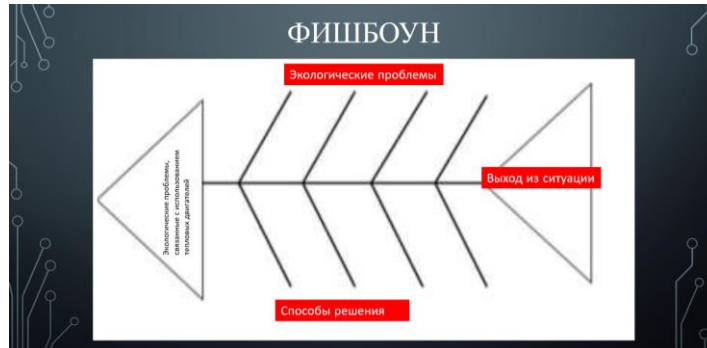 ФИШБОУН
Экологические проблемы
Экологические проблемы,
связанные с использованием
тепловых двигателей
Выход из ситуации
Способы решения